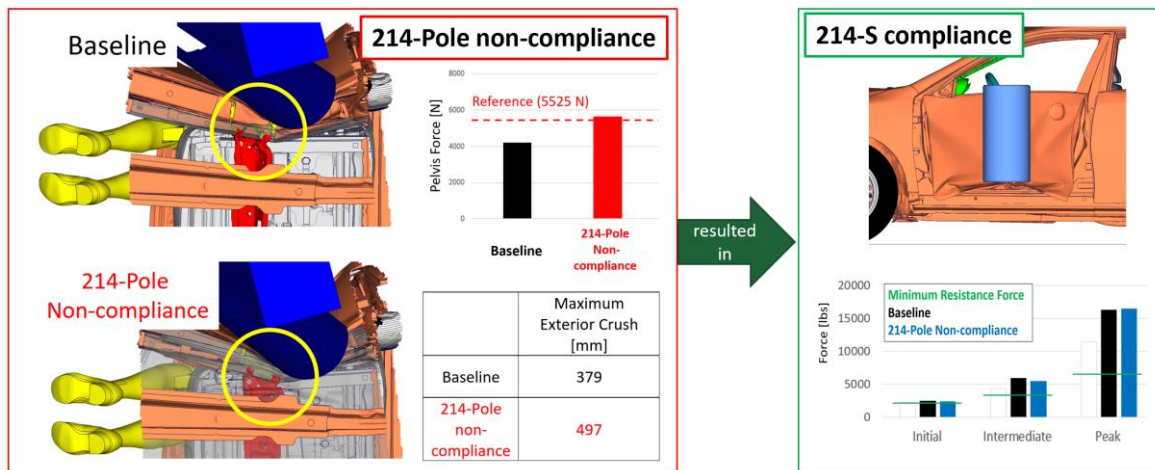 Baseline
214-Pole
Non-compliance
214-Pole non-compliance
Pelvis Force [N]
8000
6000
4000
2000
0
Reference (5525 N)
Baseline
214-Pole
Non-
compliance
Maximum
Exterior Crush
[mm]
Baseline
379
214-Pole
non-
compliance
497
resulted
in
214-S compliance
Force [lbs]
20000
15000
10000
5000
0
Minimum Resistance Force
Baseline
214-Pole Non-compliance
Initial
Intermediate
Peak